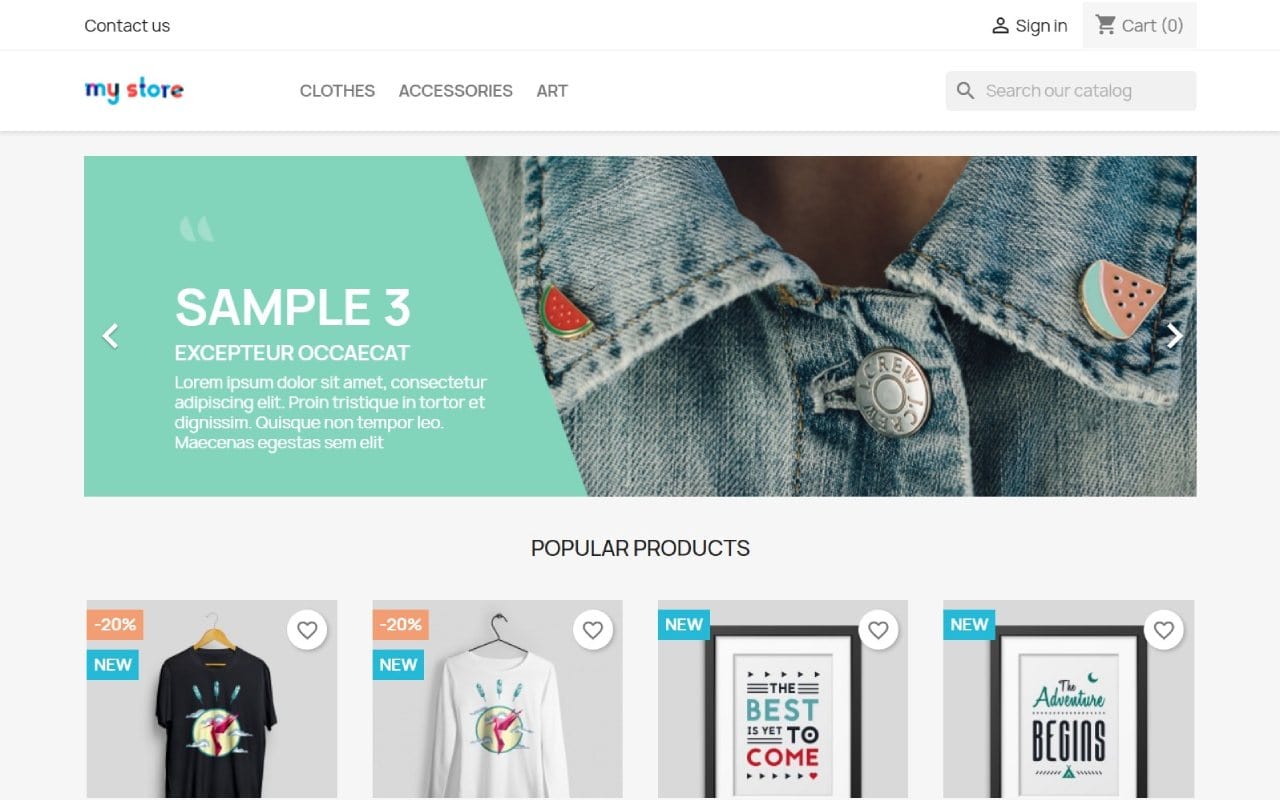 Contact us
Sign in
Cart (0)
my store
CLOTHES
ACCESSORIES
ART
Search our catalog
SAMPLE 3
EXCEPTEUR OCCAECAT
Lorem ipsum dolor sit amet, consectetur
adipiscing elit. Proin tristique in tortor et
dignissim. Quisque non tempor leo.
Maecenas egestas sem elit
J.CREW J.CREW
POPULAR PRODUCTS
-20%
NEW
-20%
NEW
NEW
THE
BEST
IS YET TO
COME
NEW
The
Adventure
BEGINS